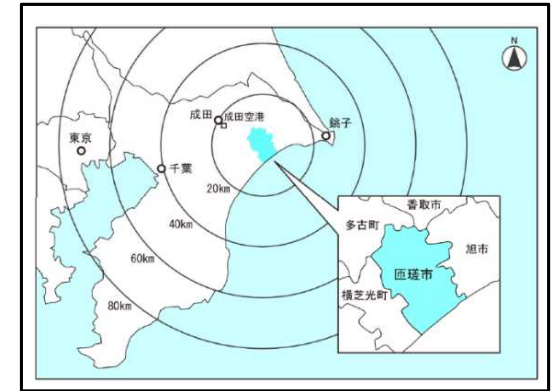 N
成田
成田空港
銚子
東京
千葉
20km
40km
60km
80km
香取市
多古町
旭市
匝瑳市
横芝光町